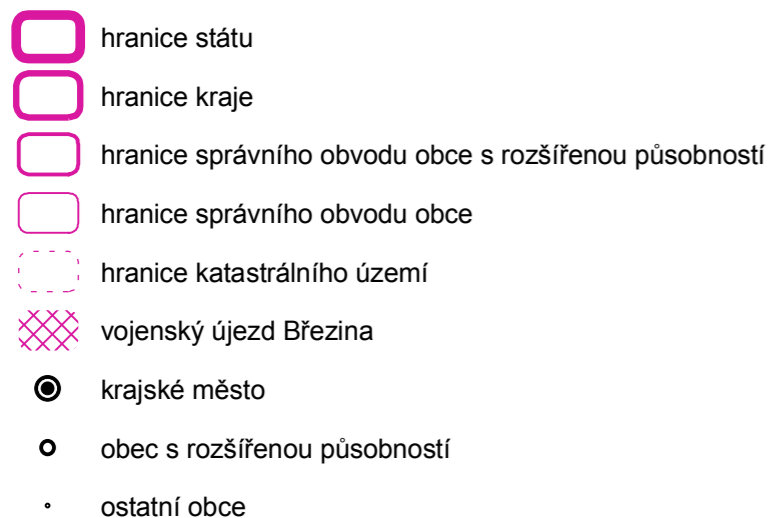 hranice státu
hranice kraje
hranice správního obvodu obce s rozšířenou působností
hranice správního obvodu obce
hranice katastrálního území
vojenský újezd Březina
krajské město
obec s rozšířenou působností
ostatní obce